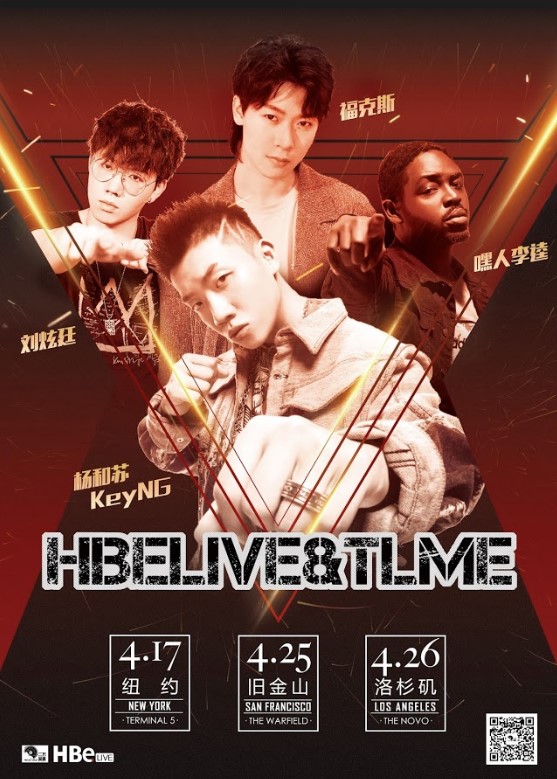 福克斯
嘿人李逵
刘炫廷
杨和苏
KeyNG
HBELIVE&TLME
4.17
纽 约
NEW YORK
·TERMINAL 5·
4.25
旧金山
SAN FRANCISCO
·THE WARFIELD·
4.26
洛杉矶
LOS ANGELES
·THE NOVO·
HBe LIVE